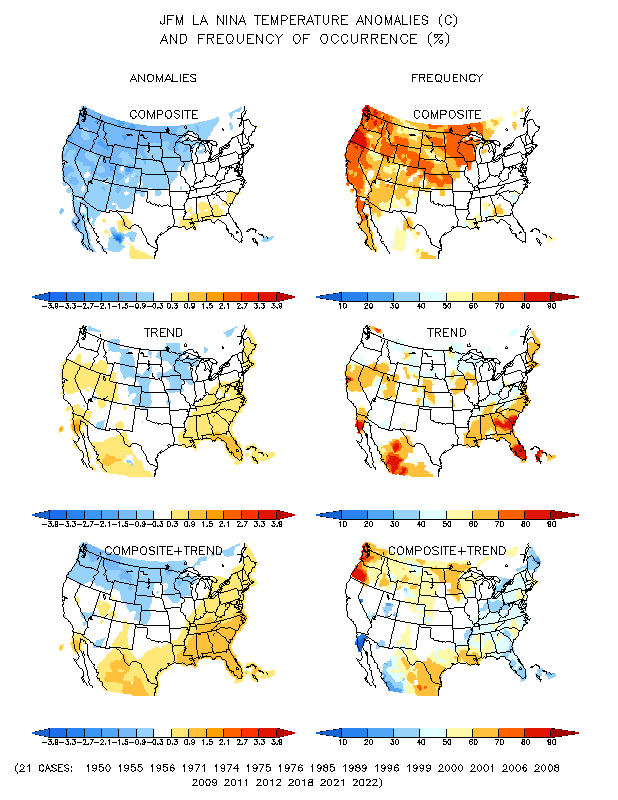 JFM LA NINA TEMPERATURE ANOMALIES (C)
AND FREQUENCY OF OCCURRENCE (%)
ANOMALIES FREQUENCY
COMPOSITE COMPOSITE
-3.9 -3.3 -2.7 -2.1 -1.5 -0.9 -0.3 0.3 0.9 1.5 2.1 2.7 3.3 3.9 10 20 30 40 50 60 70 80 90
TREND TREND
-3.9 -3.3 -2.7 -2.1 -1.5 -0.9 -0.3 0.3 0.9 1.5 2.1 2.7 3.3 3.9 10 20 30 40 50 60 70 80 90
COMPOSITE+TREND COMPOSITE+TREND
-3.9 -3.3 -2.7 -2.1 -1.5 -0.9 -0.3 0.3 0.9 1.5 2.1 2.7 3.3 3.9 10 20 30 40 50 60 70 80 90
(21 CASES: 1950 1955 1956 1971 1974 1975 1976 1985 1989 1996 1999 2000 2001 2006 2008
2009 2011 2012 2018 2021 2022)